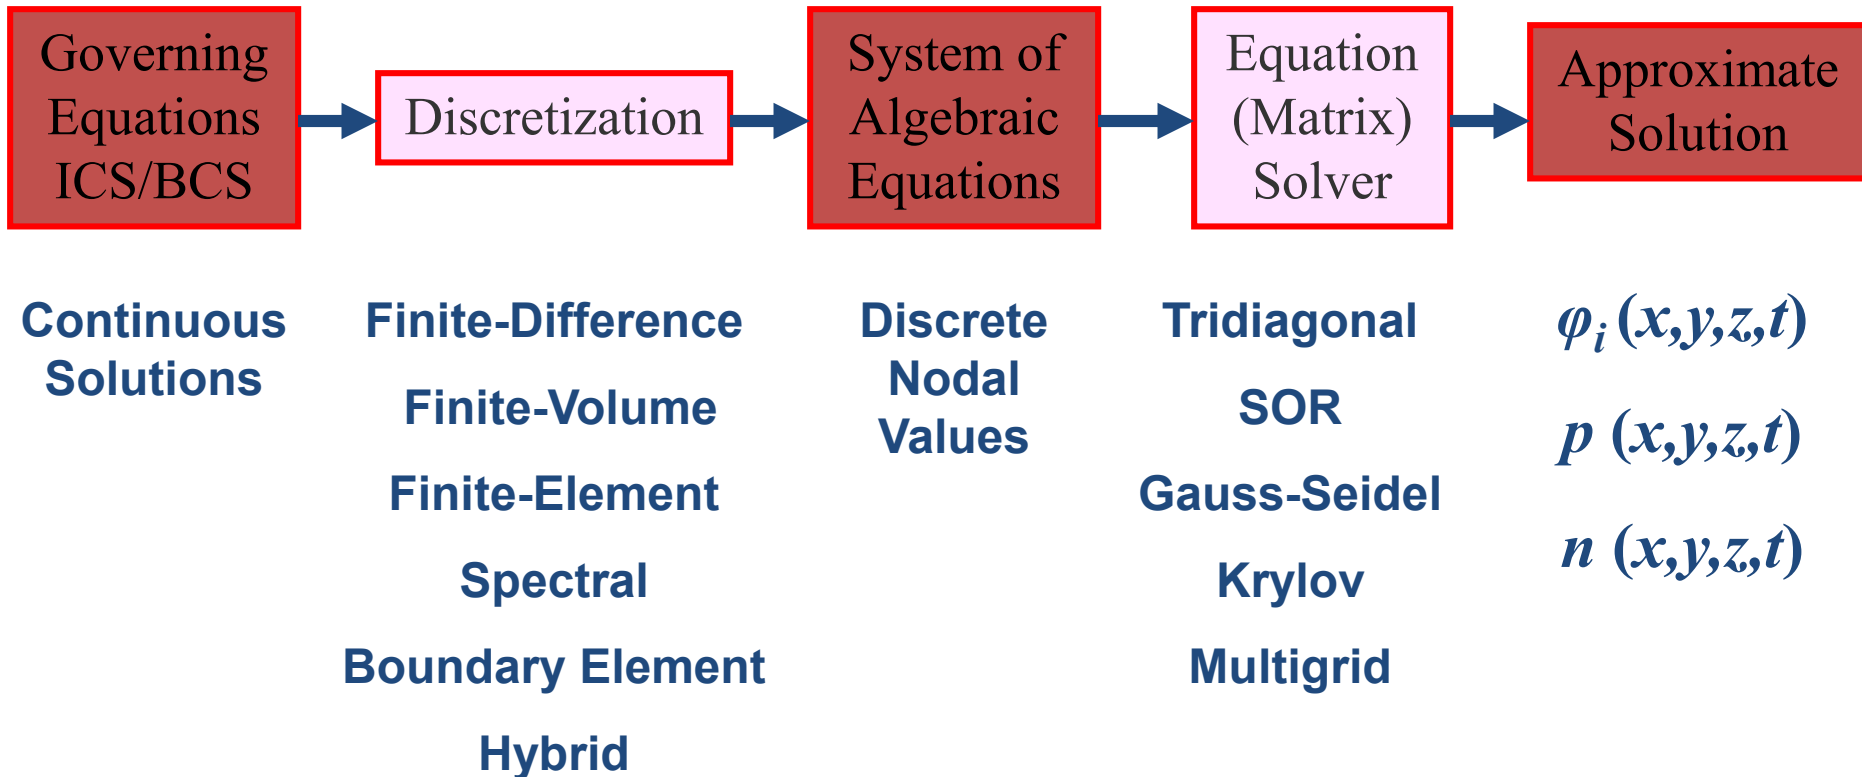 Governing
Equations
ICS/BCS
Discretization
System of
Algebraic
Equations
Equation
(Matrix)
Solver
Approximate
Solution
Continuous
Solutions
Finite-Difference
Finite-Volume
Finite-Element
Spectral
Boundary Element
Hybrid
Discrete
Nodal
Values
Tridiagonal
SOR
Gauss-Seidel
Krylov
Multigrid
φi (x,y,z,t)
p (x,y,z,t)
n (x,y,z,t)